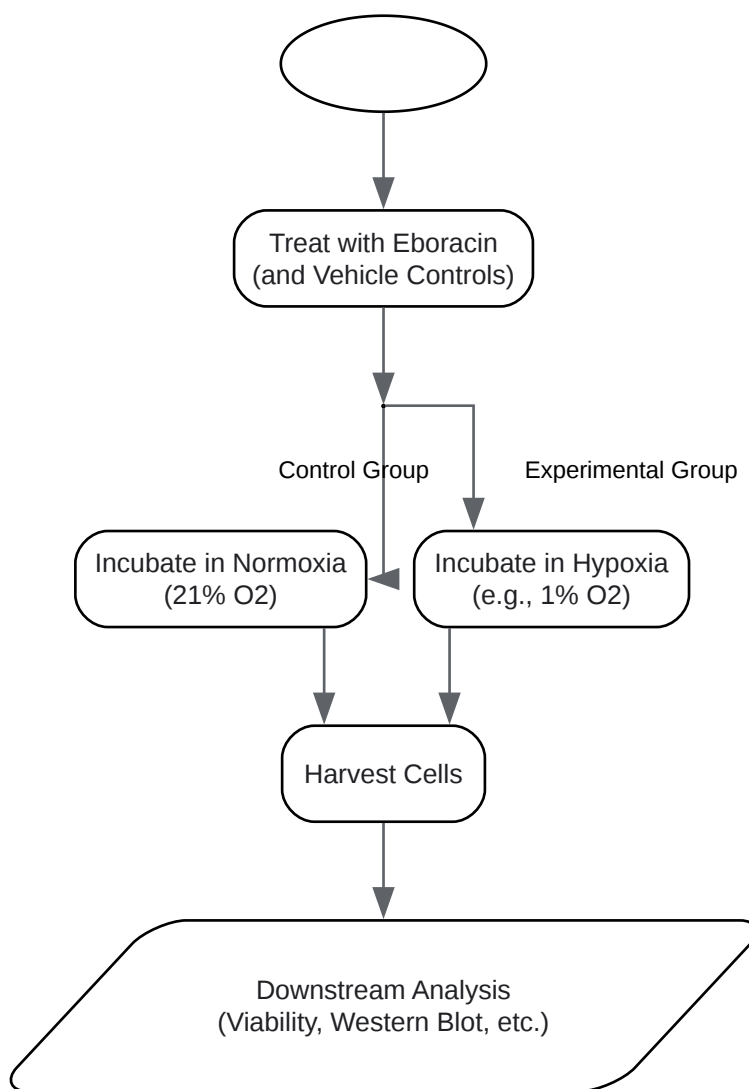 Treat with Eboracin
(and Vehicle Controls)
Control Group
Experimental Group
Incubate in Normoxia
(21% O2)
Incubate in Hypoxia
(e.g., 1% O2)
Harvest Cells
Downstream Analysis
(Viability, Western Blot, etc.)